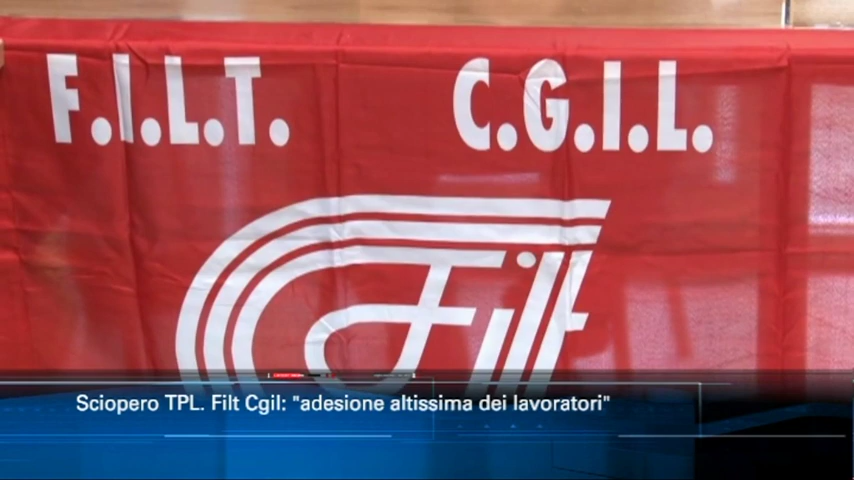 F.I.L.T. C.G.I.L.
Filt
Sciopero TPL. Filt Cgil: "adesione altissima dei lavoratori"